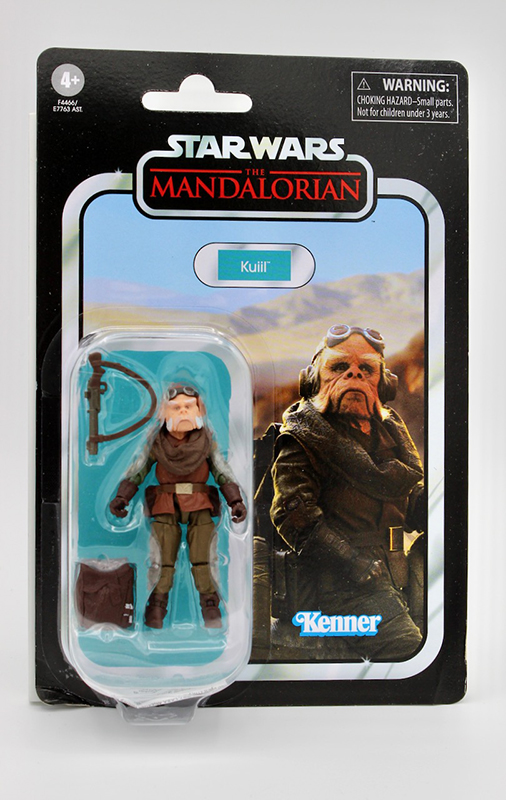 4+
F4466/
E7763 AST.
WARNING:
CHOKING HAZARD–Small parts.
Not for children under 3 years.
STAR WARS
THE
MANDALORIAN
Kuiil™
Kenner